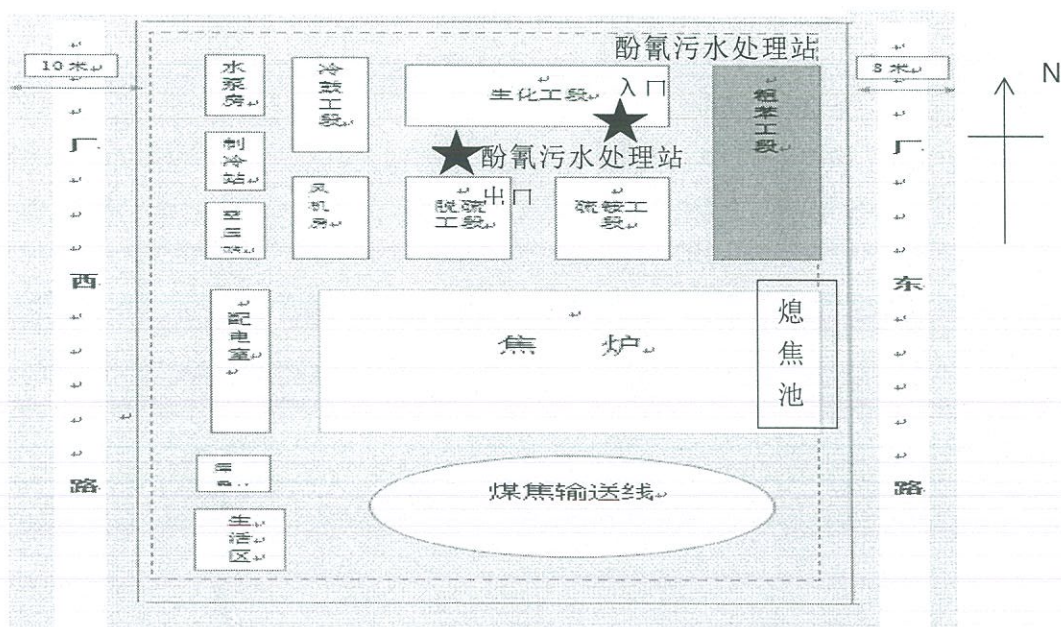 酚氰污水处理站
入口
10 米
8 米
N
水泵房
冷鼓工段
生化工段
粗苯工段
制冷站
酚氰污水处理站
出口
空压站
风机房
脱硫工段
硫铵工段
厂西路
厂东路
配电室
焦 炉
熄焦池
煤焦输送线
生活区